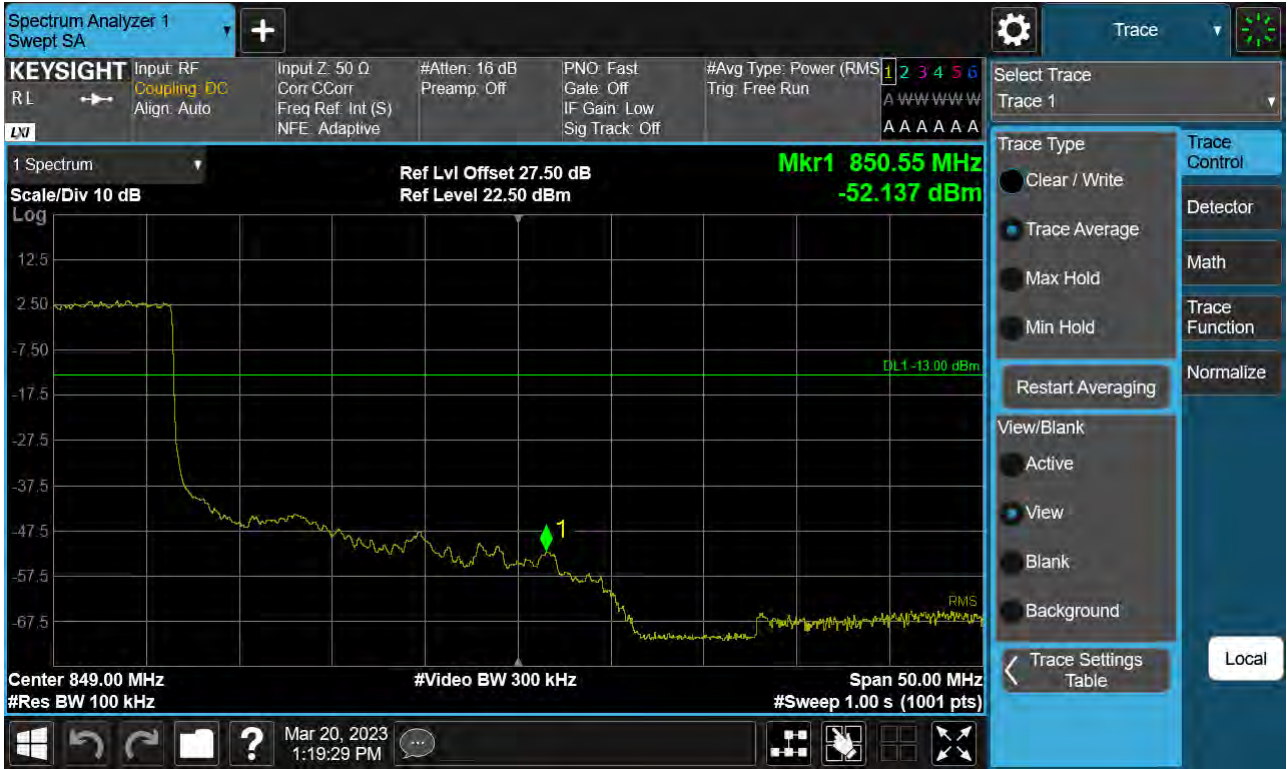 Spectrum Analyzer 1
Swept SA
+
Trace
KEYSIGHT
RL
LXI
Input: RF
Coupling: DC
Align: Auto
Input Z: 50 Ω
Corr CCorr
Freq Ref: Int (S)
NFE: Adaptive
#Atten: 16 dB
Preamp: Off
PNO: Fast
Gate: Off
IF Gain: Low
Sig Track: Off
#Avg Type: Power (RMS
Trig: Free Run
1 2 3 4 5 6
A W W W W W
A A A A A A
Select Trace
Trace 1
1 Spectrum
Scale/Div 10 dB
Ref Lvl Offset 27.50 dB
Ref Level 22.50 dBm
Mkr1 850.55 MHz
-52.137 dBm
Log
12.5
2.50
-7.50
-17.5
-27.5
-37.5
-47.5
-57.5
-67.5
DL1 -13.00 dBm
1
RMS
Center 849.00 MHz
#Res BW 100 kHz
#Video BW 300 kHz
Span 50.00 MHz
#Sweep 1.00 s (1001 pts)
Trace Type
Clear / Write
Trace Average
Max Hold
Min Hold
Restart Averaging
View/Blank
Active
View
Blank
Background
Trace Settings
Table
Trace
Control
Detector
Math
Trace
Function
Normalize
Local
?
Mar 20, 2023
1:19:29 PM